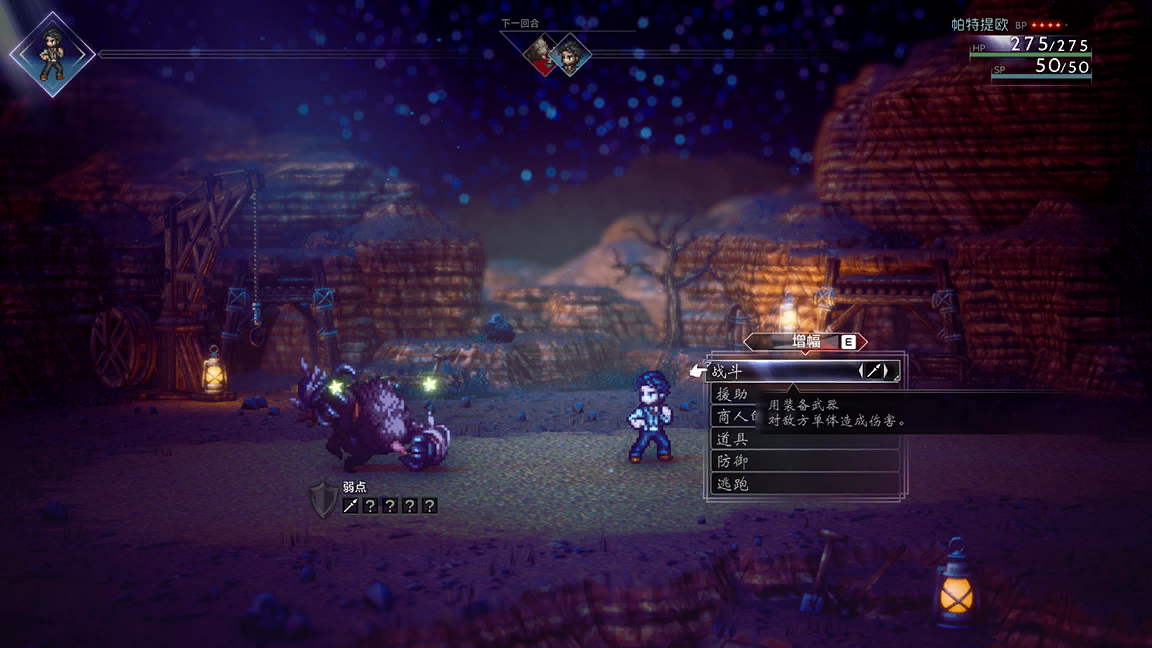 下一回合
帕特提欧 BP
HP 275/275
SP 50/50
增幅 E
战斗
援助
商人
用装备武器
对敌方单体造成伤害。
道具
防御
逃跑
弱点
? ? ? ?